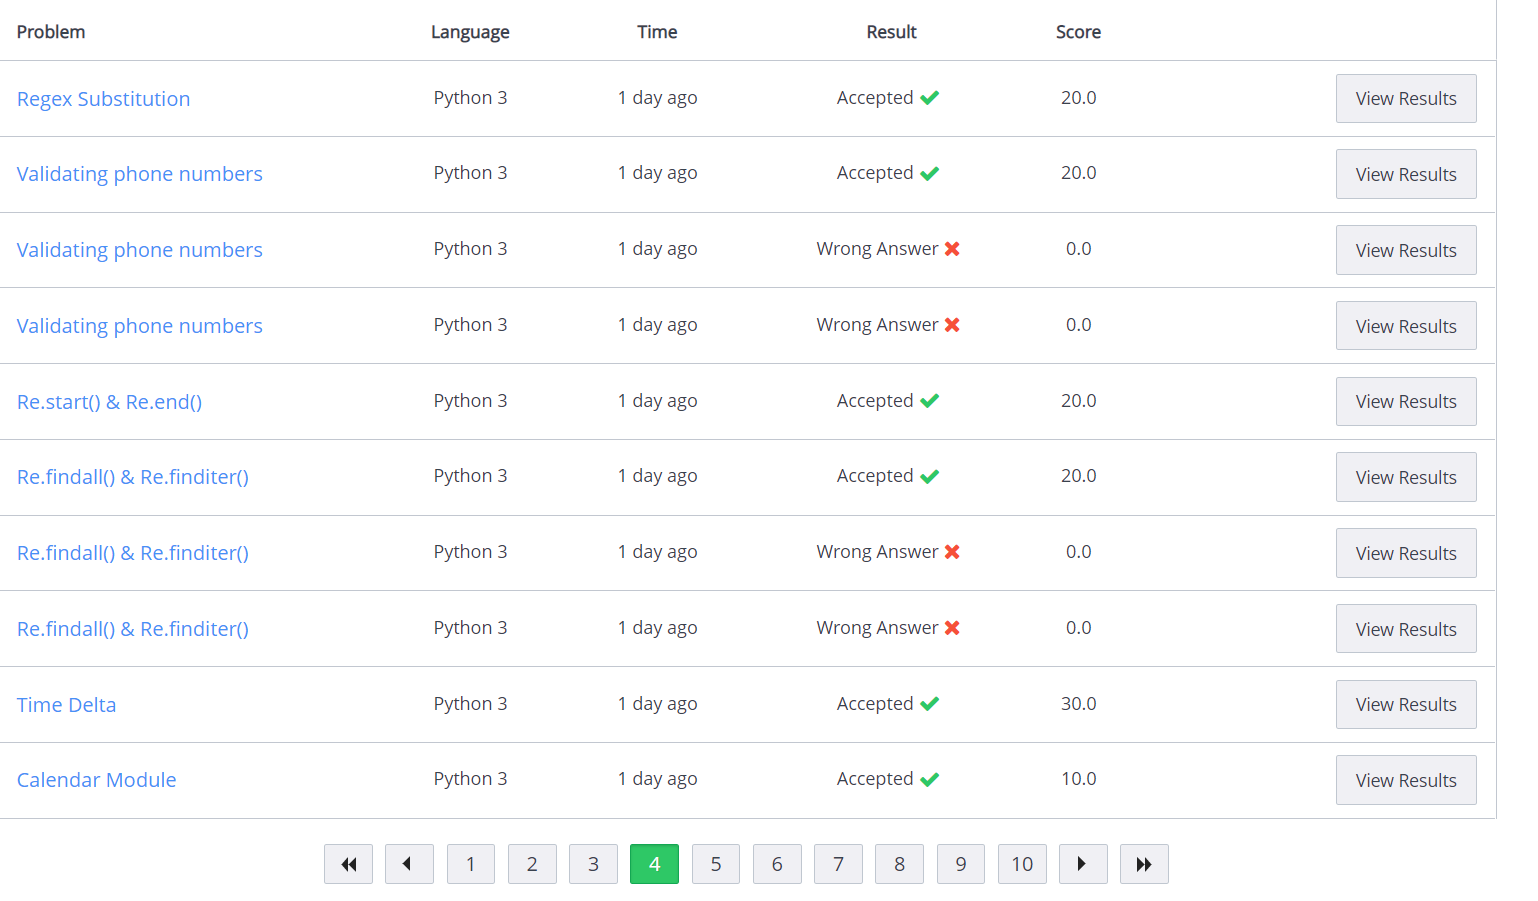 Problem Language Time Result Score
Regex Substitution Python 3 1 day ago Accepted 20.0 View Results
Validating phone numbers Python 3 1 day ago Accepted 20.0 View Results
Validating phone numbers Python 3 1 day ago Wrong Answer 0.0 View Results
Validating phone numbers Python 3 1 day ago Wrong Answer 0.0 View Results
Re.start() & Re.end() Python 3 1 day ago Accepted 20.0 View Results
Re.findall() & Re.finditer() Python 3 1 day ago Accepted 20.0 View Results
Re.findall() & Re.finditer() Python 3 1 day ago Wrong Answer 0.0 View Results
Re.findall() & Re.finditer() Python 3 1 day ago Wrong Answer 0.0 View Results
Time Delta Python 3 1 day ago Accepted 30.0 View Results
Calendar Module Python 3 1 day ago Accepted 10.0 View Results
1 2 3 4 5 6 7 8 9 10